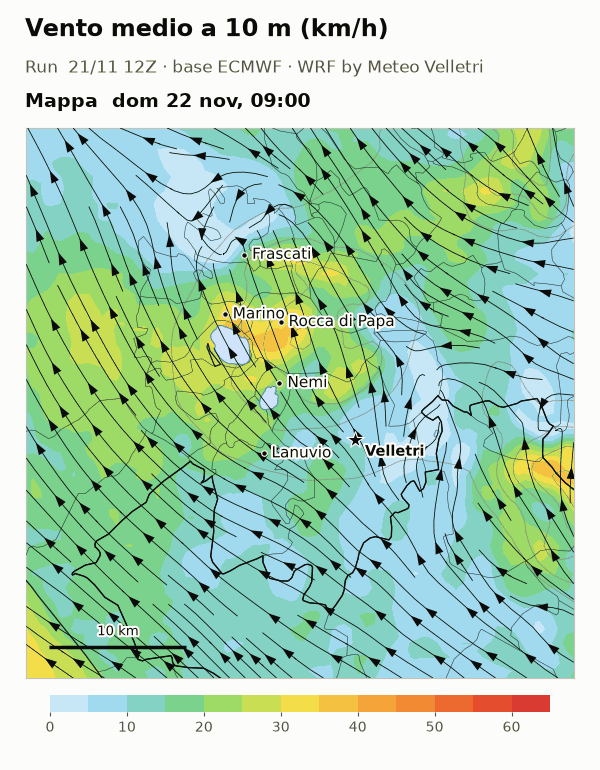 Vento medio a 10 m (km/h)
Run  21/11 12Z · base ECMWF · WRF by Meteo Velletri
Mappa  dom 22 nov, 09:00
Frascati
Marino
Rocca di Papa
Nemi
Velletri
Lanuvio
10 km
0 10 20 30 40 50 60